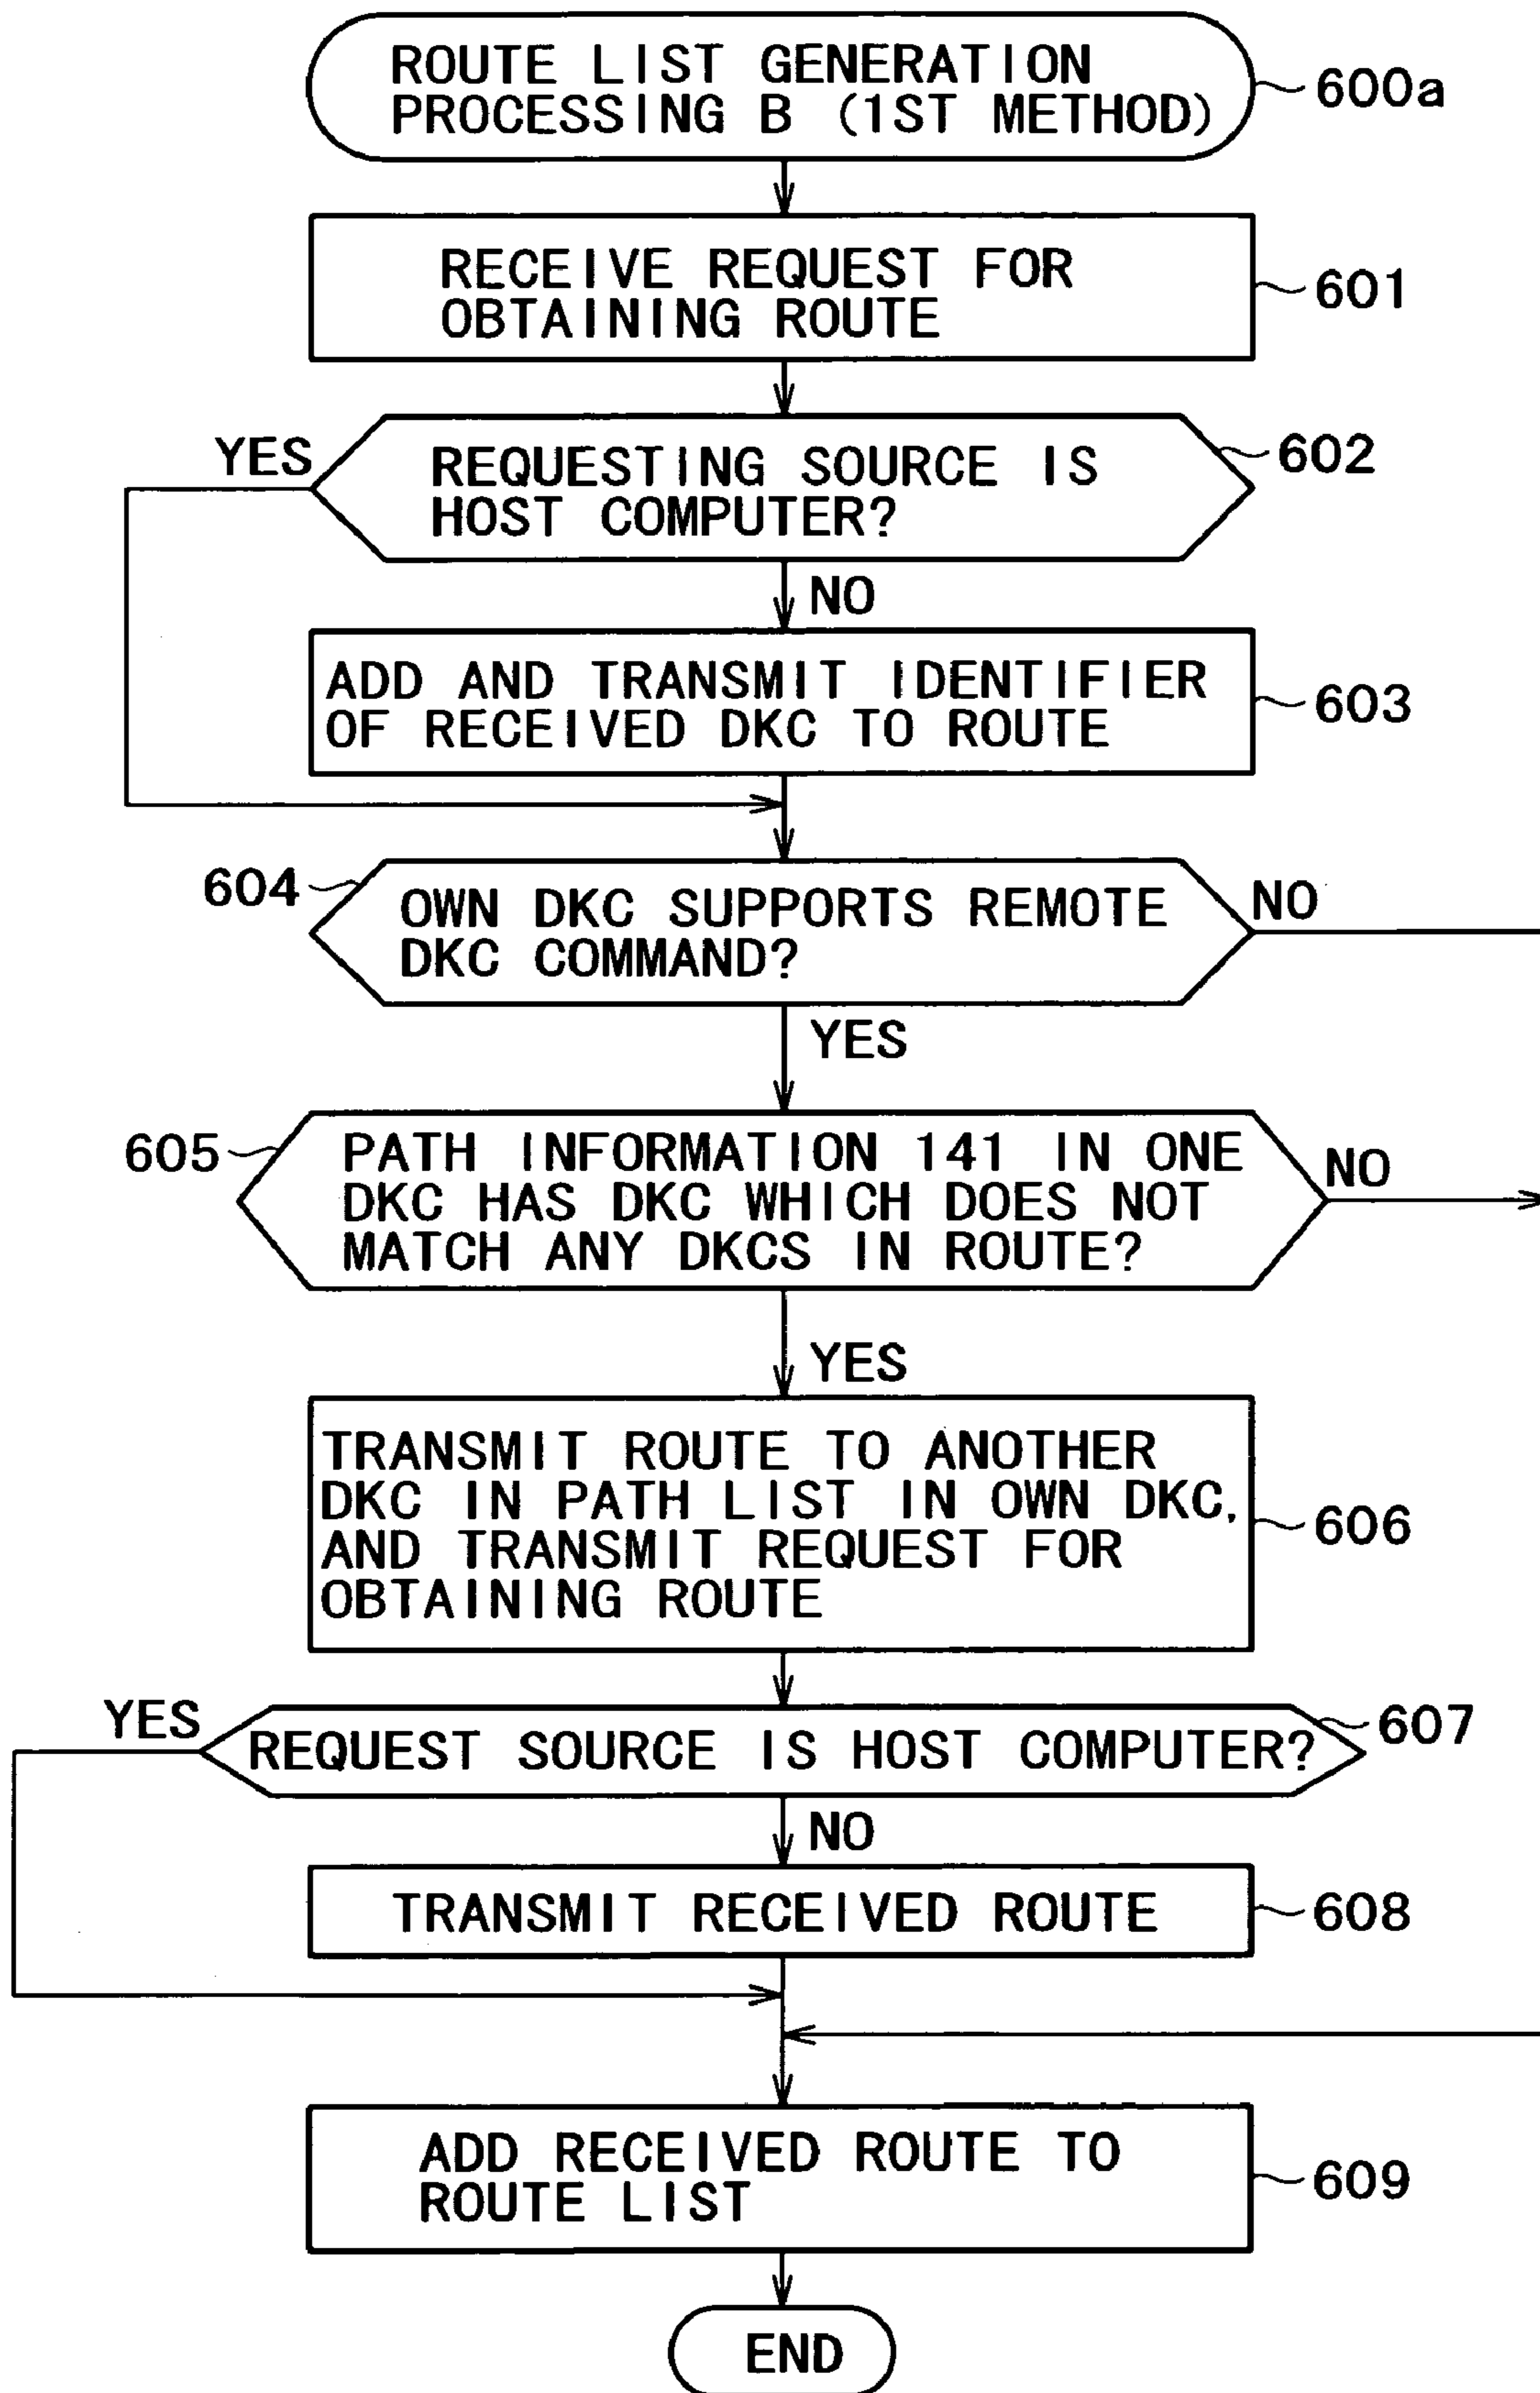 ROUTE LIST GENERATION
PROCESSING B (1ST METHOD)
600a
RECEIVE REQUEST FOR
OBTAINING ROUTE
601
YES
REQUESTING SOURCE IS
HOST COMPUTER?
602
NO
ADD AND TRANSMIT IDENTIFIER
OF RECEIVED DKC TO ROUTE
603
604
OWN DKC SUPPORTS REMOTE
DKC COMMAND?
NO
YES
605
PATH INFORMATION 141 IN ONE
DKC HAS DKC WHICH DOES NOT
MATCH ANY DKCS IN ROUTE?
NO
YES
TRANSMIT ROUTE TO ANOTHER
DKC IN PATH LIST IN OWN DKC,
AND TRANSMIT REQUEST FOR
OBTAINING ROUTE
606
YES
REQUEST SOURCE IS HOST COMPUTER?
607
NO
TRANSMIT RECEIVED ROUTE
608
ADD RECEIVED ROUTE TO
ROUTE LIST
609
END